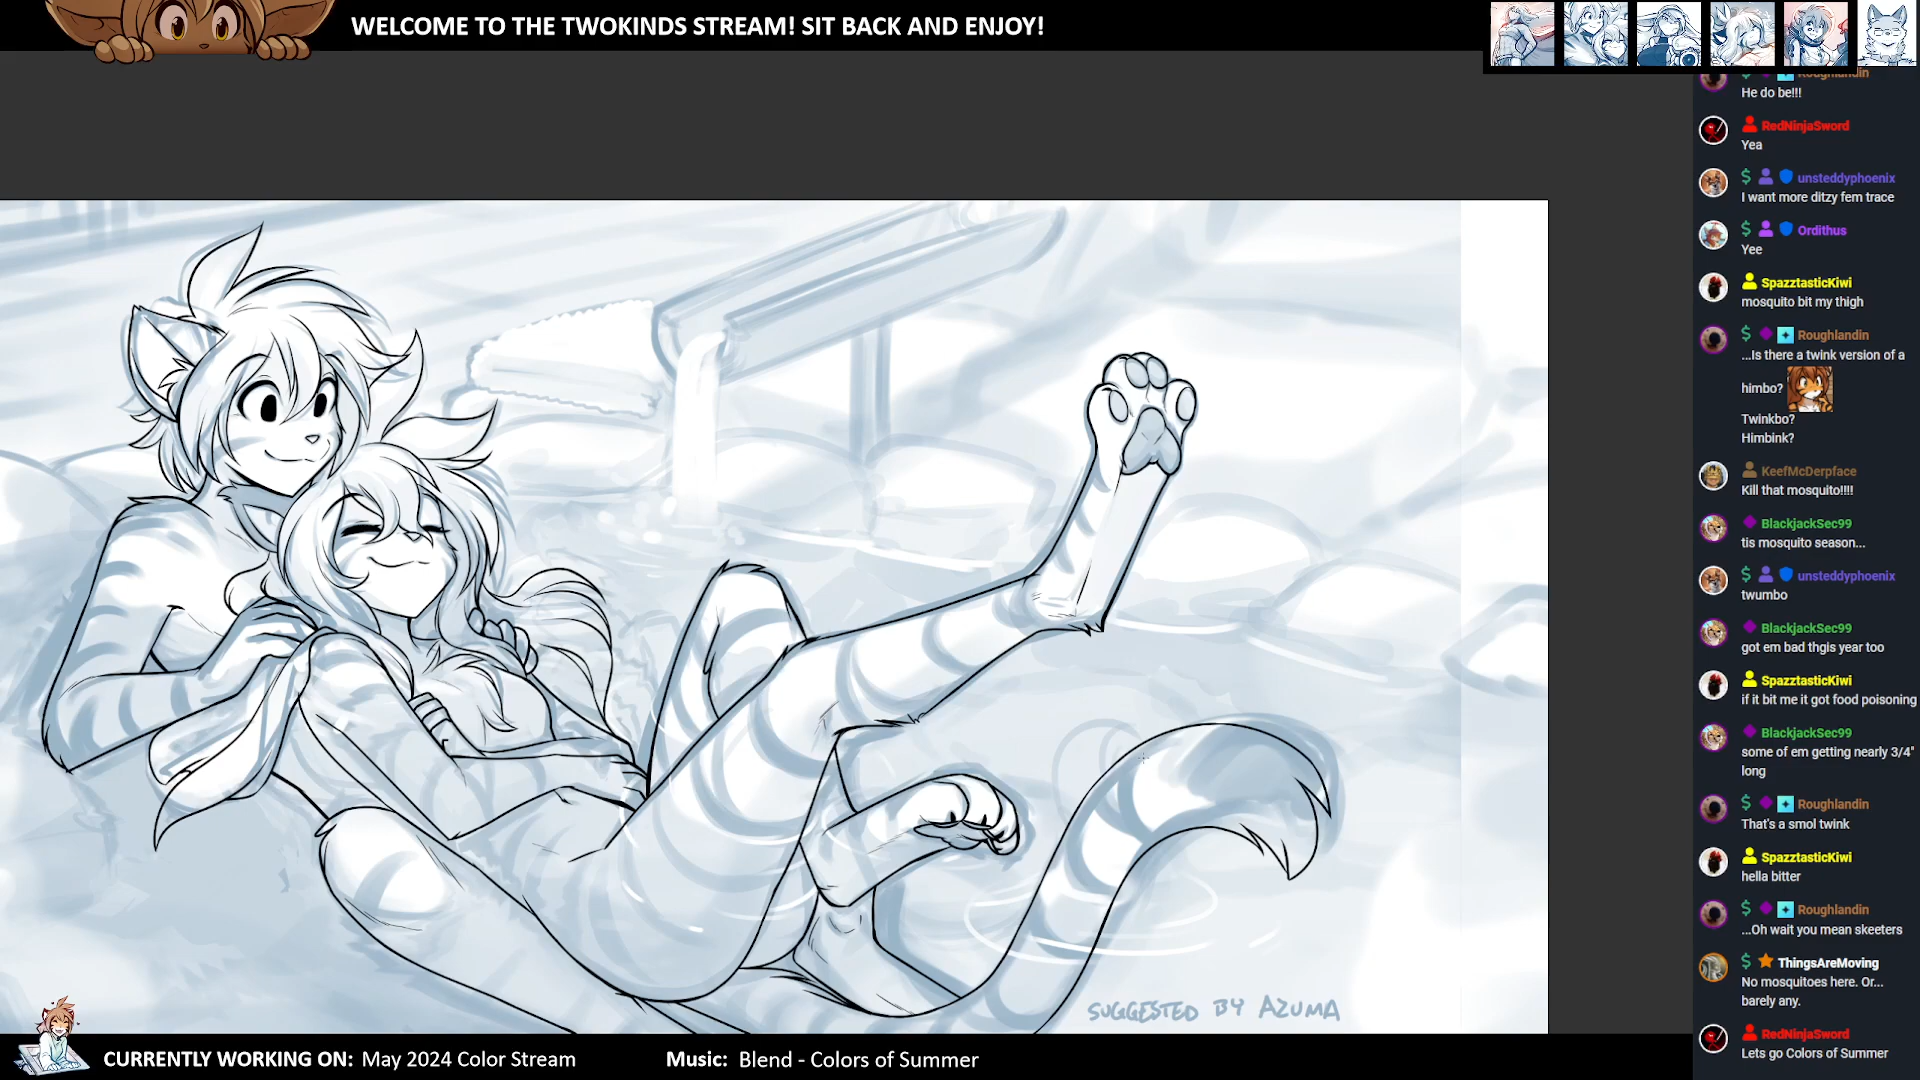 WELCOME TO THE TWOKINDS STREAM! SIT BACK AND ENJOY!
Roughlandin
He do be!!!
RedNinjaSword
Yea
unsteddyphoenix
I want more ditzy fem trace
Ordithus
Yee
SpazztasticKiwi
mosquito bit my thigh
Roughlandin
...Is there a twink version of a
himbo?
Twinkbo?
Himbink?
KeefMcDerpface
Kill that mosquito!!!!
BlackjackSec99
tis mosquito season...
unsteddyphoenix
twumbo
BlackjackSec99
got em bad thgis year too
SpazztasticKiwi
if it bit me it got food poisoning
BlackjackSec99
some of em getting nearly 3/4"
long
Roughlandin
That's a smol twink
SpazztasticKiwi
hella bitter
Roughlandin
...Oh wait you mean skeeters
ThingsAreMoving
No mosquitoes here. Or...
barely any.
RedNinjaSword
Lets go Colors of Summer
SUGGESTED BY AZUMA
CURRENTLY WORKING ON: May 2024 Color Stream
Music: Blend - Colors of Summer